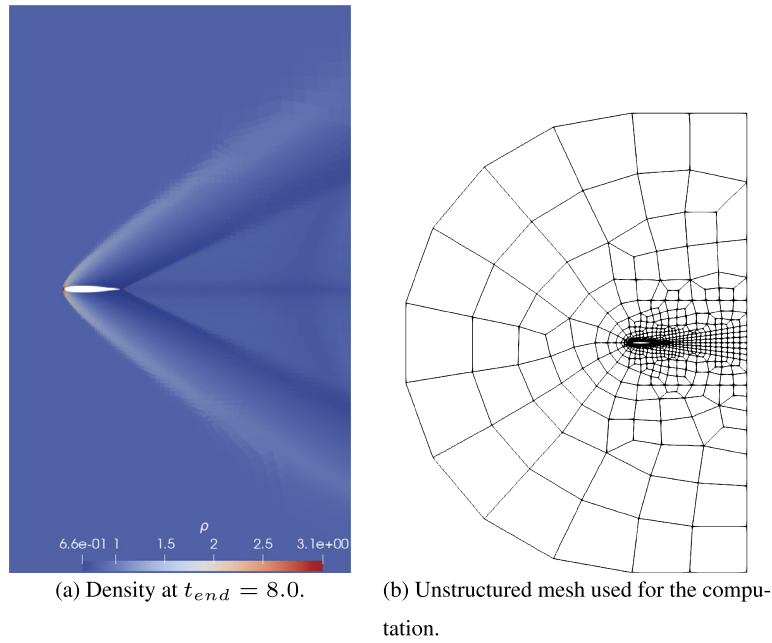 ρ
6.6e-01 1 1.5 2 2.5 3.1e+00
(a) Density at t_end = 8.0.
(b) Unstructured mesh used for the compu-
tation.